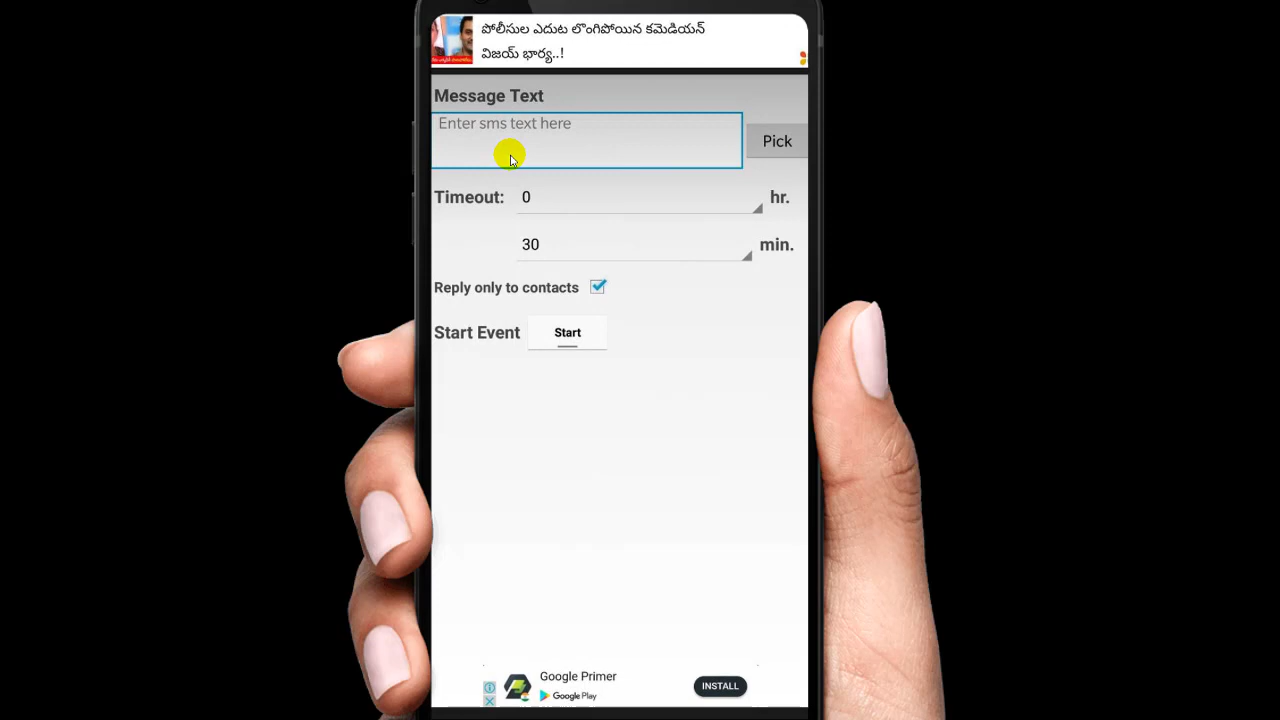 పోలీసుల ఎదుట లొంగిపోయిన కమెడియన్
విజయ్ భార్య..!
Message Text
Enter sms text here
Pick
Timeout: 0 hr.
30 min.
Reply only to contacts
Start Event Start
Google Primer
Google Play
INSTALL